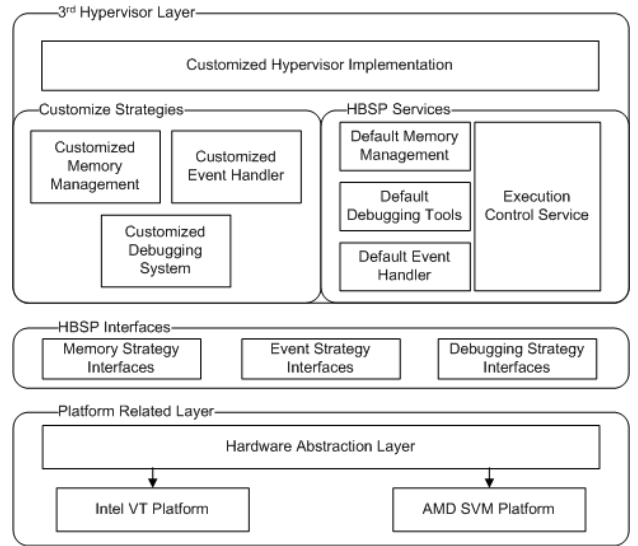 3rd Hypervisor Layer
Customized Hypervisor Implementation
Customize Strategies
Customized
Memory
Management
Customized
Event Handler
Customized
Debugging
System
HBSP Services
Default Memory
Management
Default
Debugging Tools
Default Event
Handler
Execution
Control Service
HBSP Interfaces
Memory Strategy
Interfaces
Event Strategy
Interfaces
Debugging Strategy
Interfaces
Platform Related Layer
Hardware Abstraction Layer
Intel VT Platform
AMD SVM Platform